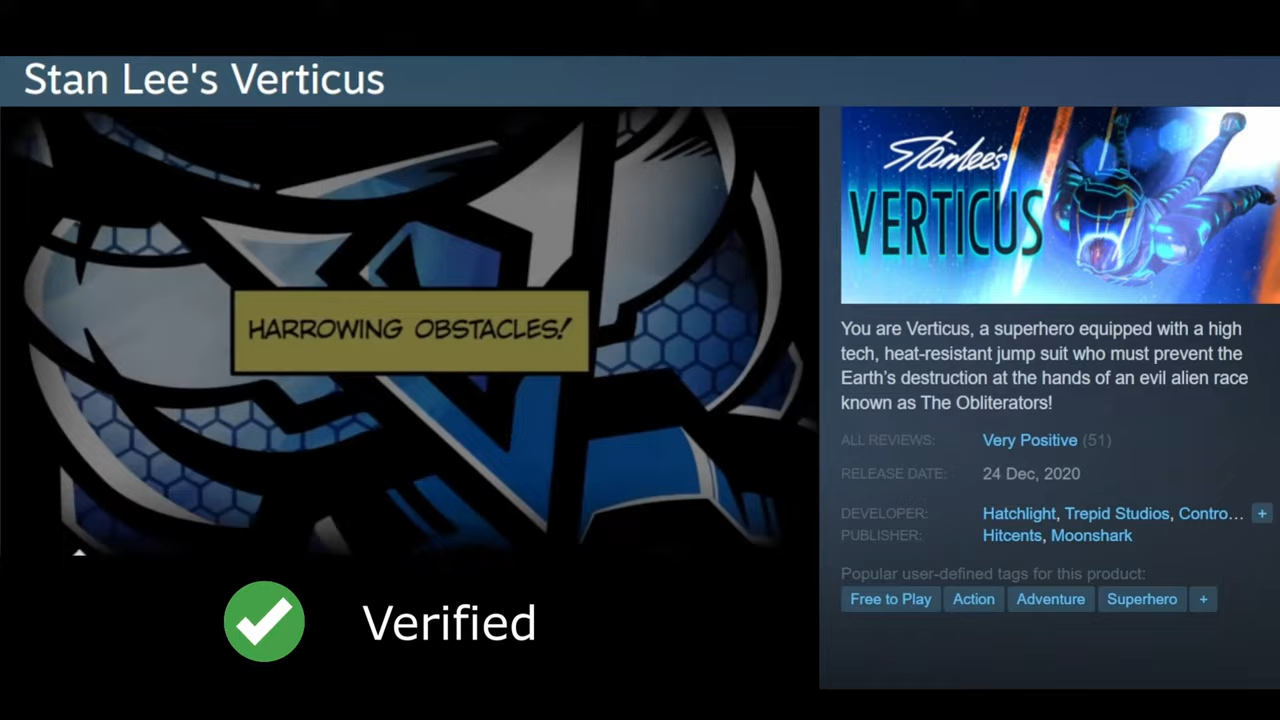 Stan Lee's Verticus
HARROWING OBSTACLES!
Verified
Stan Lee's
VERTICUS
You are Verticus, a superhero equipped with a high
tech, heat-resistant jump suit who must prevent the
Earth’s destruction at the hands of an evil alien race
known as The Obliterators!
ALL REVIEWS: Very Positive (51)
RELEASE DATE: 24 Dec, 2020
DEVELOPER: Hatchlight, Trepid Studios, Contro... +
PUBLISHER: Hitcents, Moonshark
Popular user-defined tags for this product:
Free to Play Action Adventure Superhero +